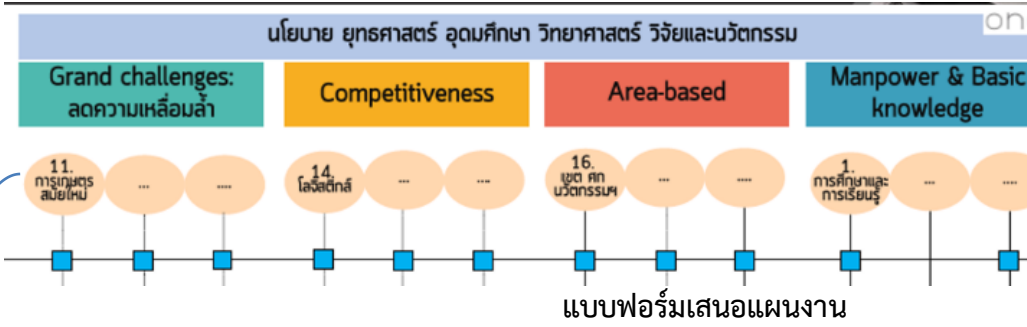 on
นโยบาย ยุทธศาสตร์ อุดมศึกษา วิทยาศาสตร์ วิจัยและนวัตกรรม
Grand challenges:
ลดความเหลื่อมล้ำ
Competitiveness
Area-based
Manpower & Basic
knowledge
11.
การเกษตร
สมัยใหม่
...
....
14.
โลจิสติกส์
...
....
16.
เขต ศก
นวัตกรรมฯ
...
....
1.
การศึกษาและ
การเรียนรู้
...
....
แบบฟอร์มเสนอแผนงาน